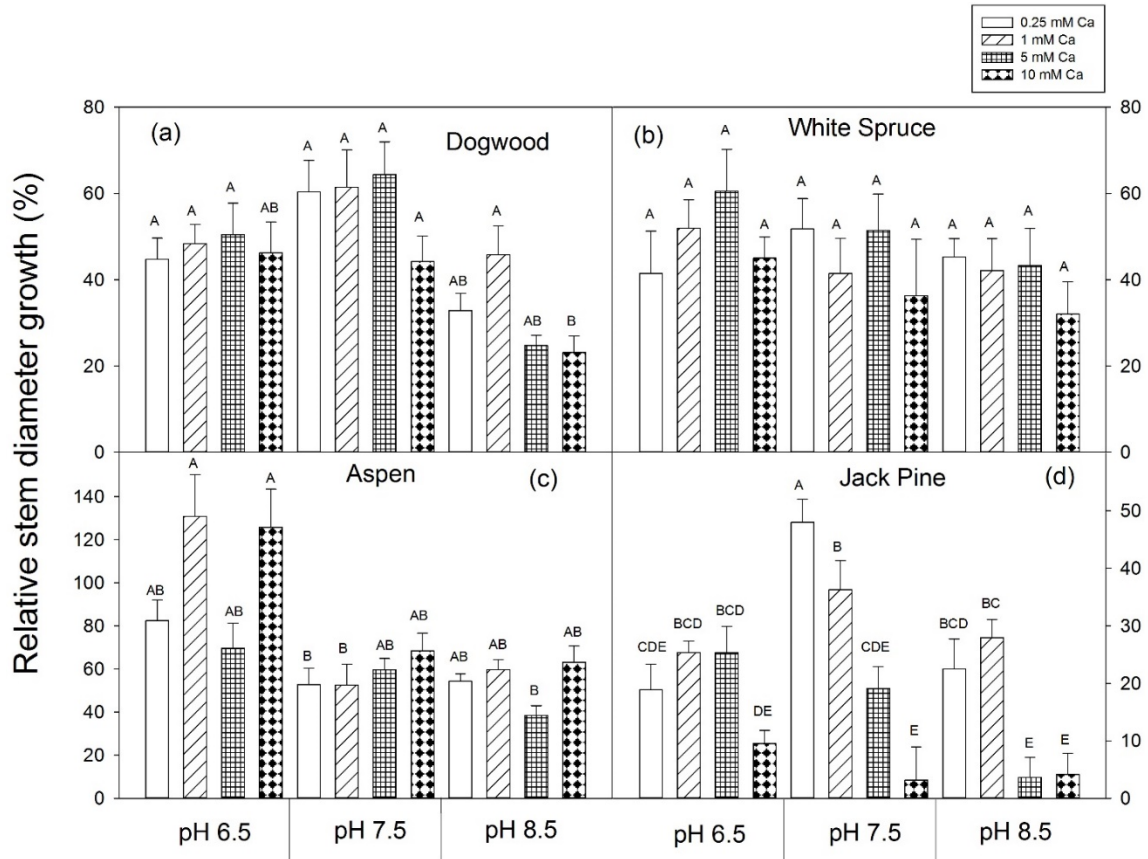 0.25 mM Ca
1 mM Ca
5 mM Ca
10 mM Ca
Relative stem diameter growth (%)
(a) Dogwood
80
60
40
20
0
A A A AB
A A A A
AB A AB B
(b) White Spruce
80
60
40
20
0
A A A A
A A A A
A A A A
Aspen (c)
140
120
100
80
60
40
20
0
AB A AB A
B B AB AB
AB AB B AB
Jack Pine (d)
50
40
30
20
10
0
CDE BCD BCD DE
A B CDE E
BCD BC E E
pH 6.5 pH 7.5 pH 8.5 pH 6.5 pH 7.5 pH 8.5